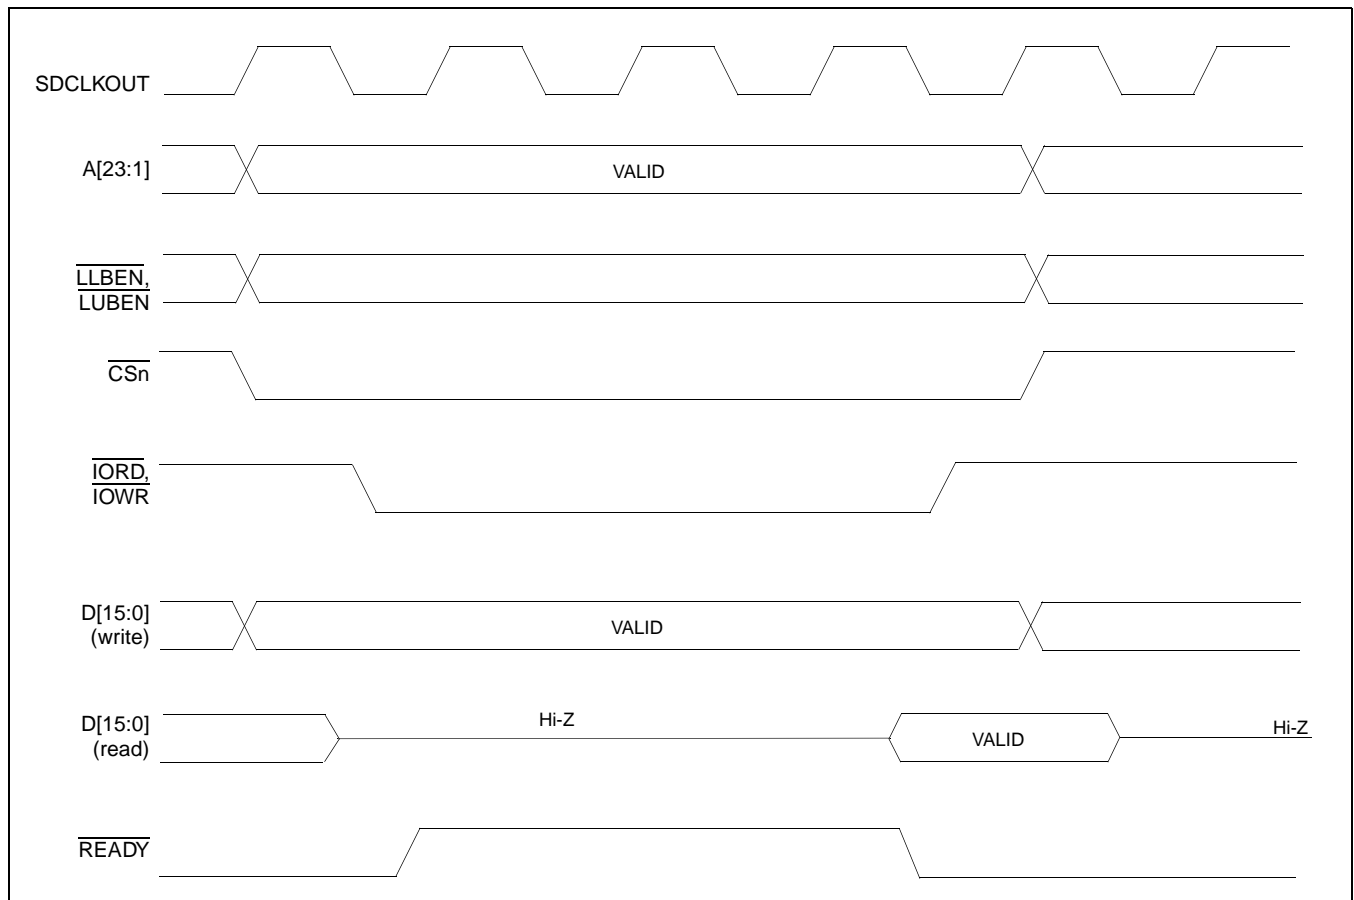 SDCLKOUT
A[23:1]
VALID
LLBEN,
LUBEN
CSn
IORD,
IOWR
D[15:0]
(write)
VALID
D[15:0]
(read)
Hi-Z
VALID
Hi-Z
READY